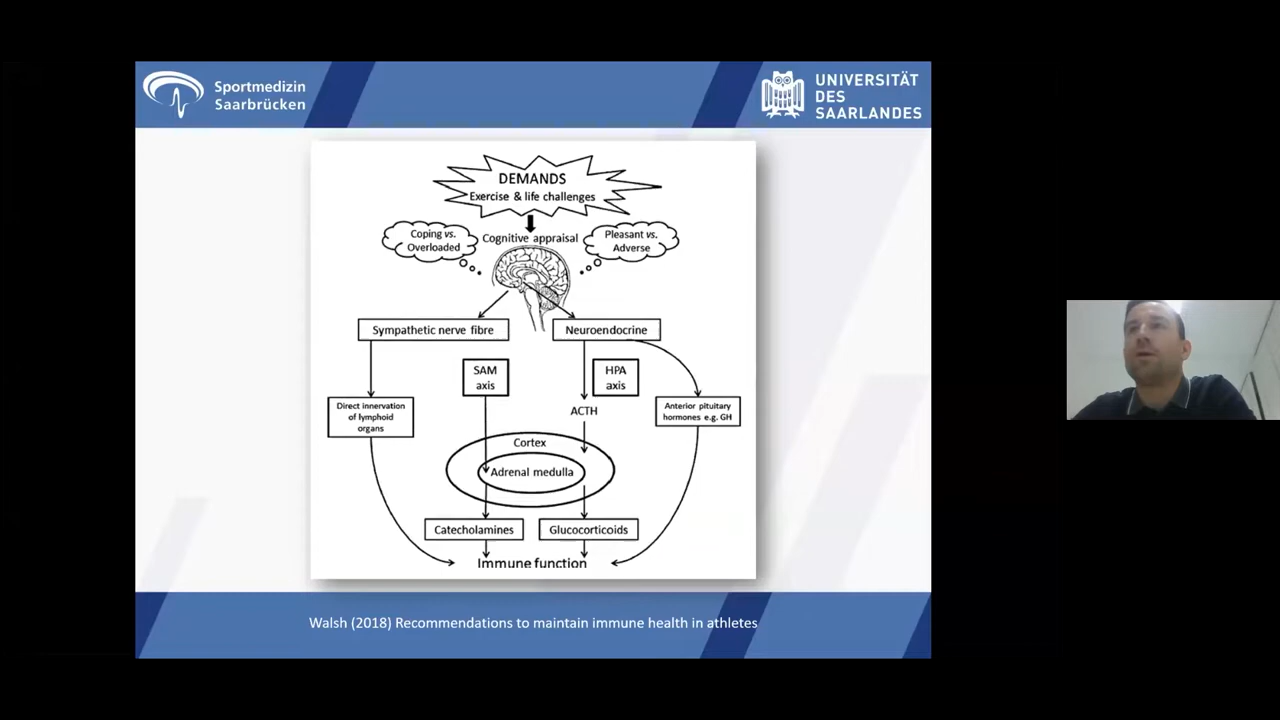 Sportmedizin
Saarbrücken
UNIVERSITÄT
DES
SAARLANDES
DEMANDS
Exercise & life challenges
Coping vs.
Overloaded
Cognitive appraisal
Pleasant vs.
Adverse
Sympathetic nerve fibre
Neuroendocrine
SAM
axis
HPA
axis
Direct innervation
of lymphoid
organs
ACTH
Anterior pituitary
hormones e.g. GH
Cortex
Adrenal medulla
Catecholamines
Glucocorticoids
Immune function
Walsh (2018) Recommendations to maintain immune health in athletes